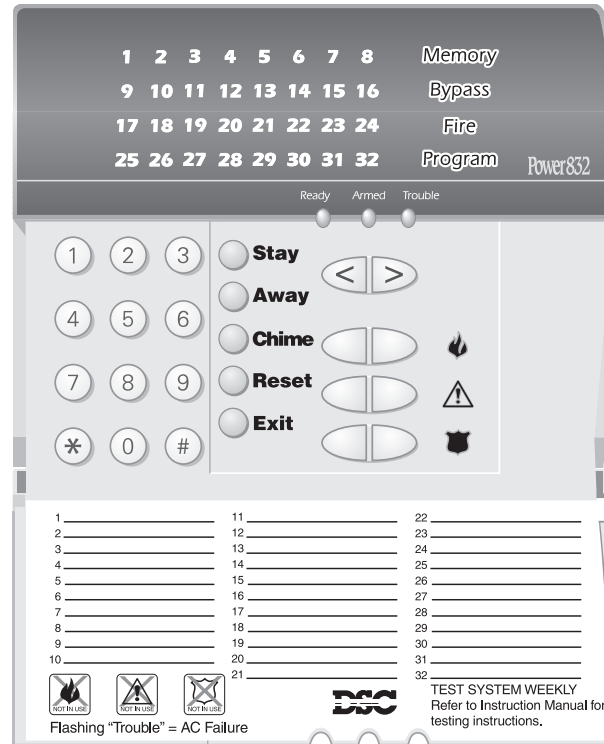 1 2 3 4 5 6 7 8 Memory
9 10 11 12 13 14 15 16 Bypass
17 18 19 20 21 22 23 24 Fire
25 26 27 28 29 30 31 32 Program
Power832
Ready Armed Trouble
1 2 3
4 5 6
7 8 9
* 0 #
Stay
Away
Chime
Reset
Exit
< >
1
2
3
4
5
6
7
8
9
10
11
12
13
14
15
16
17
18
19
20
21
22
23
24
25
26
27
28
29
30
31
32
NOT IN USE
NOT IN USE
NOT IN USE
Flashing “Trouble” = AC Failure
DSC
TEST SYSTEM WEEKLY
Refer to Instruction Manual for
testing instructions.